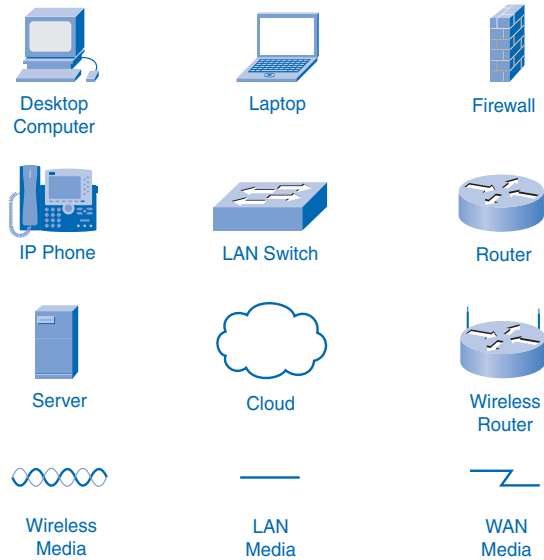 Desktop
Computer
Laptop
Firewall
IP Phone
LAN Switch
Router
Server
Cloud
Wireless
Router
Wireless
Media
LAN
Media
WAN
Media